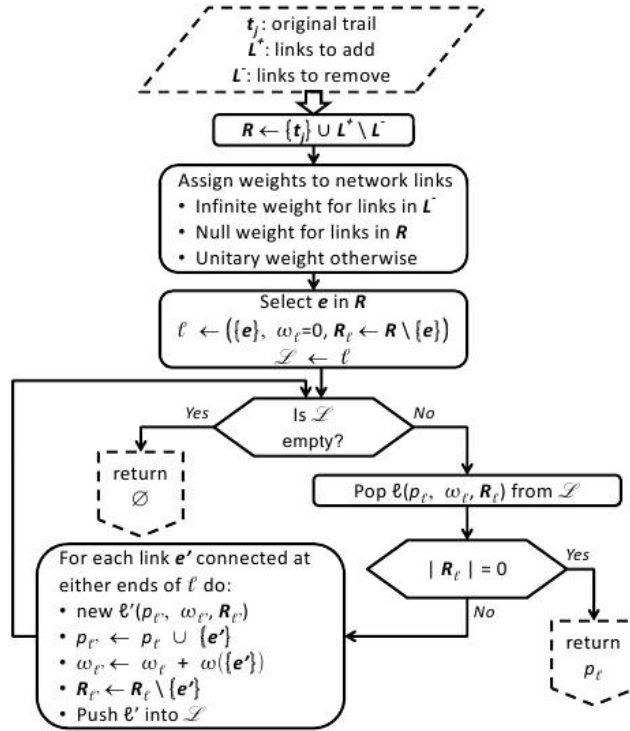 t_j: original trail
L⁺: links to add
L⁻: links to remove
R ← {t_j} ∪ L⁺ \ L⁻
Assign weights to network links
• Infinite weight for links in L⁻
• Null weight for links in R
• Unitary weight otherwise
Select e in R
ℓ ← ({e}, ω_ℓ=0, R_ℓ ← R \ {e})
ℒ ← ℓ
Is ℒ
empty?
Yes
No
return
∅
Pop ℓ(p_ℓ, ω_ℓ, R_ℓ) from ℒ
| R_ℓ | = 0
Yes
No
return
p_ℓ
For each link e' connected at
either ends of ℓ do:
• new ℓ'(p_ℓ', ω_ℓ', R_ℓ')
• p_ℓ' ← p_ℓ ∪ {e'}
• ω_ℓ' ← ω_ℓ + ω({e'})
• R_ℓ' ← R_ℓ \ {e'}
• Push ℓ' into ℒ